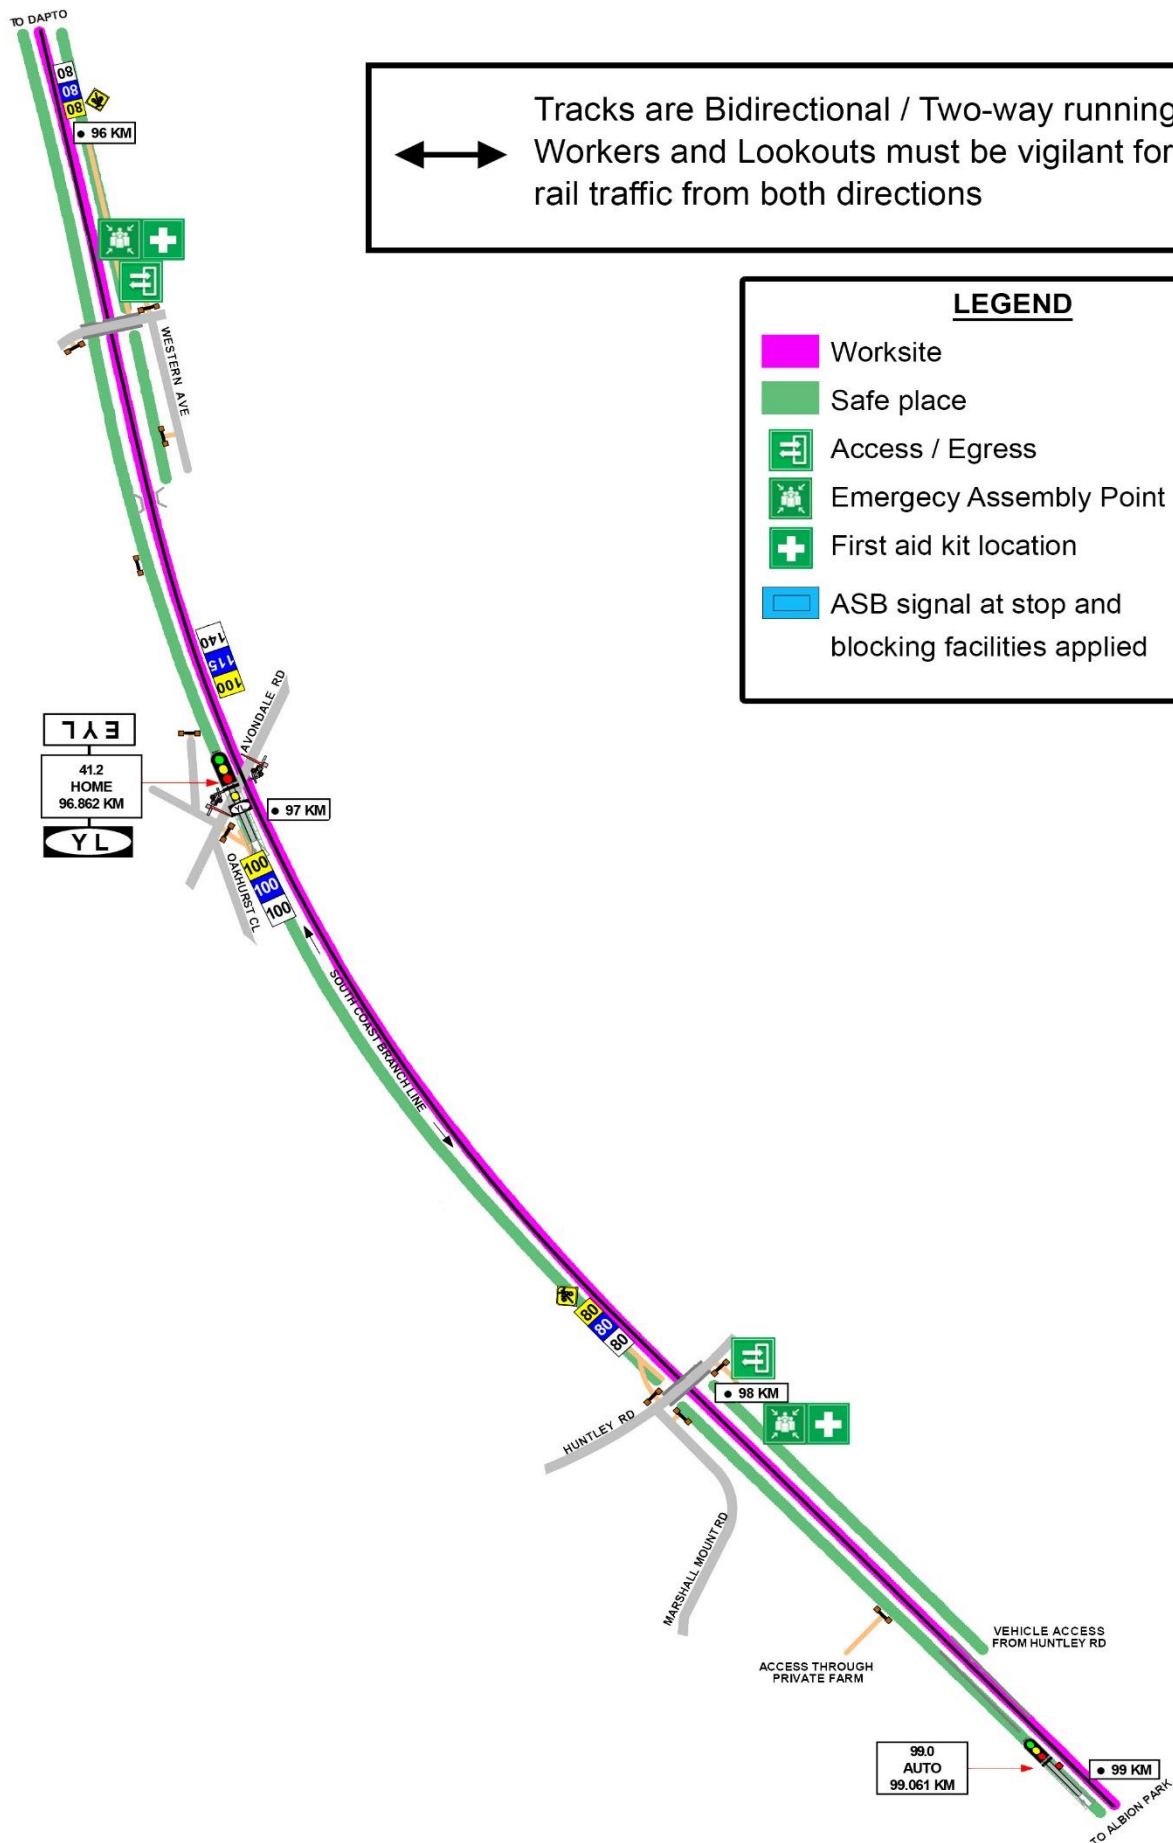 TO DAPTO
80
80
80
96 KM
Tracks are Bidirectional / Two-way running
Workers and Lookouts must be vigilant for
rail traffic from both directions
LEGEND
Worksite
Safe place
Access / Egress
Emergecy Assembly Point
First aid kit location
ASB signal at stop and
blocking facilities applied
WESTERN AVE
140
115
100
AVONDALE RD
EYL
41.2
HOME
96.862 KM
YL
YL
97 KM
OAKHURST CL
100
100
100
SOUTH COAST BRANCH LINE
80
80
80
98 KM
HUNTLEY RD
MARSHALL MOUNT RD
VEHICLE ACCESS
FROM HUNTLEY RD
ACCESS THROUGH
PRIVATE FARM
99.0
AUTO
99.061 KM
99 KM
TO ALBION PARK